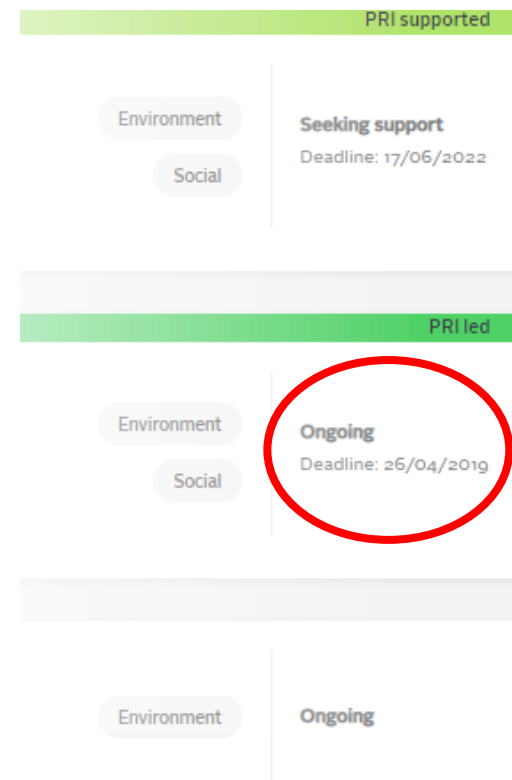 PRI supported
Environment
Social
Seeking support
Deadline: 17/06/2022
PRI led
Environment
Social
Ongoing
Deadline: 26/04/2019
Environment
Ongoing